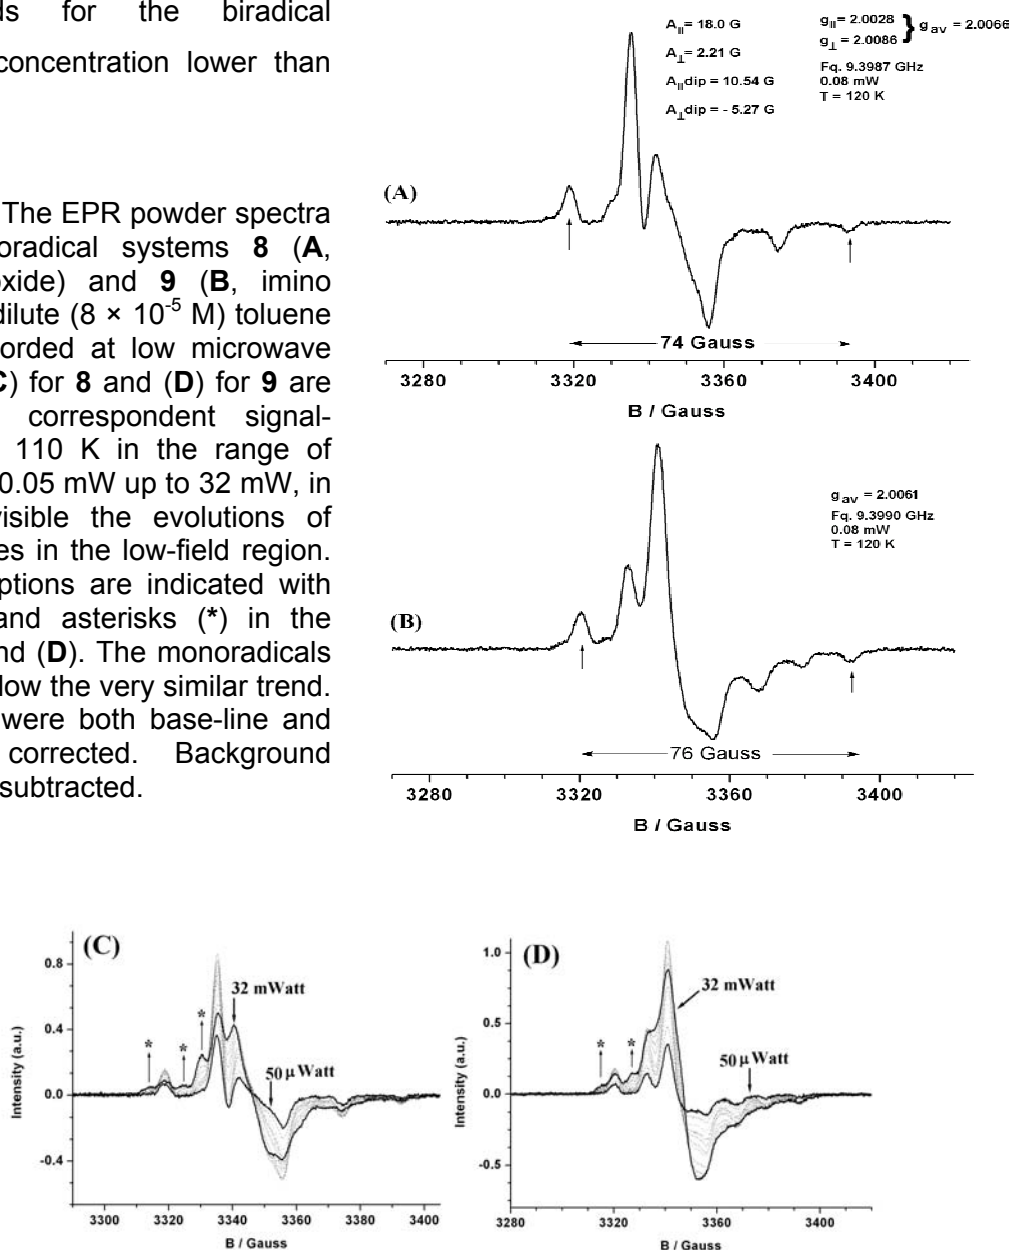 ds for the biradical
concentration lower than
The EPR powder spectra
oradical systems 8 (A,
oxide) and 9 (B, imino
dilute (8 × 10⁻⁵ M) toluene
orded at low microwave
C) for 8 and (D) for 9 are
correspondent signal-
110 K in the range of
0.05 mW up to 32 mW, in
visible the evolutions of
es in the low-field region.
ptions are indicated with
and asterisks (*) in the
nd (D). The monoradicals
low the very similar trend.
were both base-line and
corrected. Background
subtracted.
A||= 18.0 G
A⊥= 2.21 G
A||dip = 10.54 G
A⊥dip = - 5.27 G
g||= 2.0028
g⊥= 2.0086
} g av = 2.0066
Fq. 9.3987 GHz
0.08 mW
T = 120 K
(A)
74 Gauss
3280 3320 3360 3400
B / Gauss
g av = 2.0061
Fq. 9.3990 GHz
0.08 mW
T = 120 K
(B)
76 Gauss
3280 3320 3360 3400
B / Gauss
(C)
0.8
0.4
0.0
-0.4
Intensity (a.u.)
* * *
32 mWatt
50 μ Watt
3300 3320 3340 3360 3380 3400
B / Gauss
(D)
1.0
0.5
0.0
-0.5
Intensity (a.u.)
* *
32 mWatt
50 μ Watt
3280 3320 3360 3400
B / Gauss